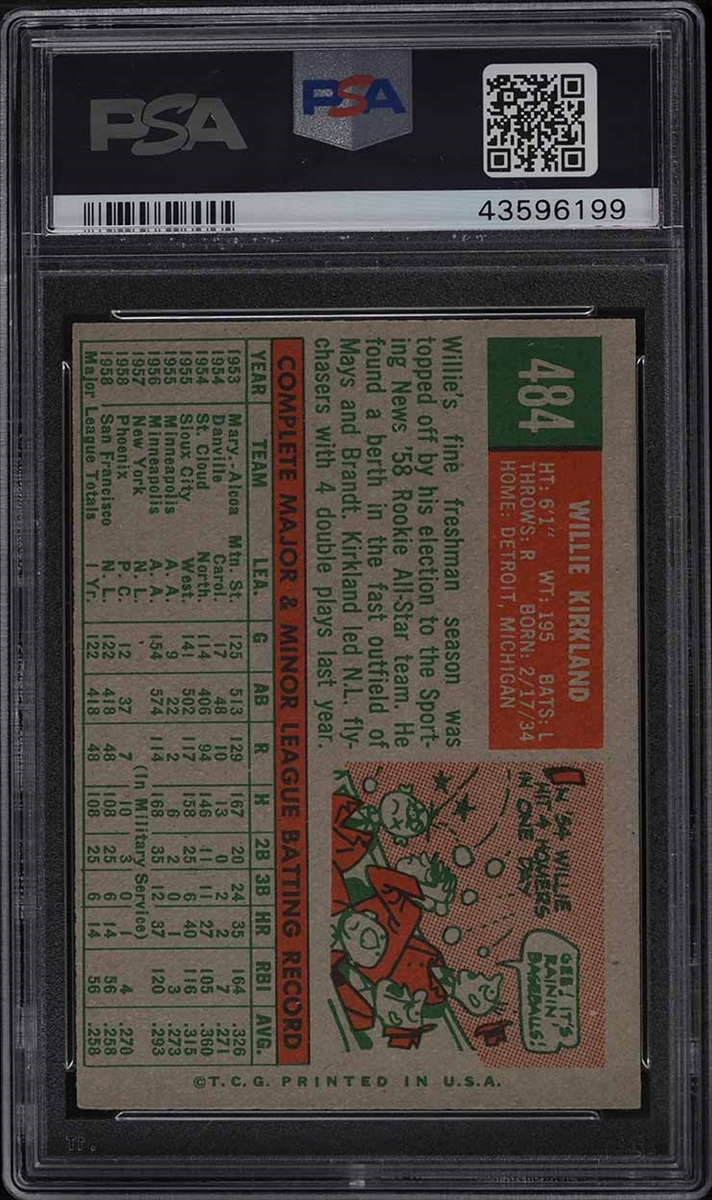 PSA
PSA
43596199
484
WILLIE KIRKLAND
HT: 6'1" WT: 195 BATS: L
THROWS: R BORN: 2/17/34
HOME: DETROIT, MICHIGAN
Willie's fine freshman season was
topped off by his election to the Sport-
ing News '58 Rookie All-Star team. He
found a berth in the fast outfield of
Mays and Brandt. Kirkland led N.L. fly-
chasers with 4 double plays last year.
IN '54 WILLIE
HIT 4 HOMERS
IN ONE
DAY
GEE! IT'S
RAININ'
BASEBALLS!
COMPLETE MAJOR & MINOR LEAGUE BATTING RECORD
YEAR TEAM LEA. G AB R H 2B 3B HR RBI AVG.
1953 Mary.-Alcoa Mtn. St. 125 513 129 167 20 24 35 164 .326
1954 Danville Carol. 17 48 10 13 0 2 2 7 .271
1954 St. Cloud North. 114 406 94 146 11 11 27 105 .360
1955 Sioux City West. 141 502 117 158 25 6 40 116 .315
1955 Minneapolis A. A. 9 22 2 6 2 0 1 3 .273
1956 Minneapolis A. A. 154 574 114 168 35 12 37 120 .293
1957 New York N. L. (In Military Service)
1958 Phoenix P. C. 12 37 7 10 3 0 1 4 .270
1958 San Francisco N. L. 122 418 48 108 25 6 14 56 .258
Major League Totals 1 Yr. 122 418 48 108 25 6 14 56 .258
©T.C.G. PRINTED IN U.S.A.